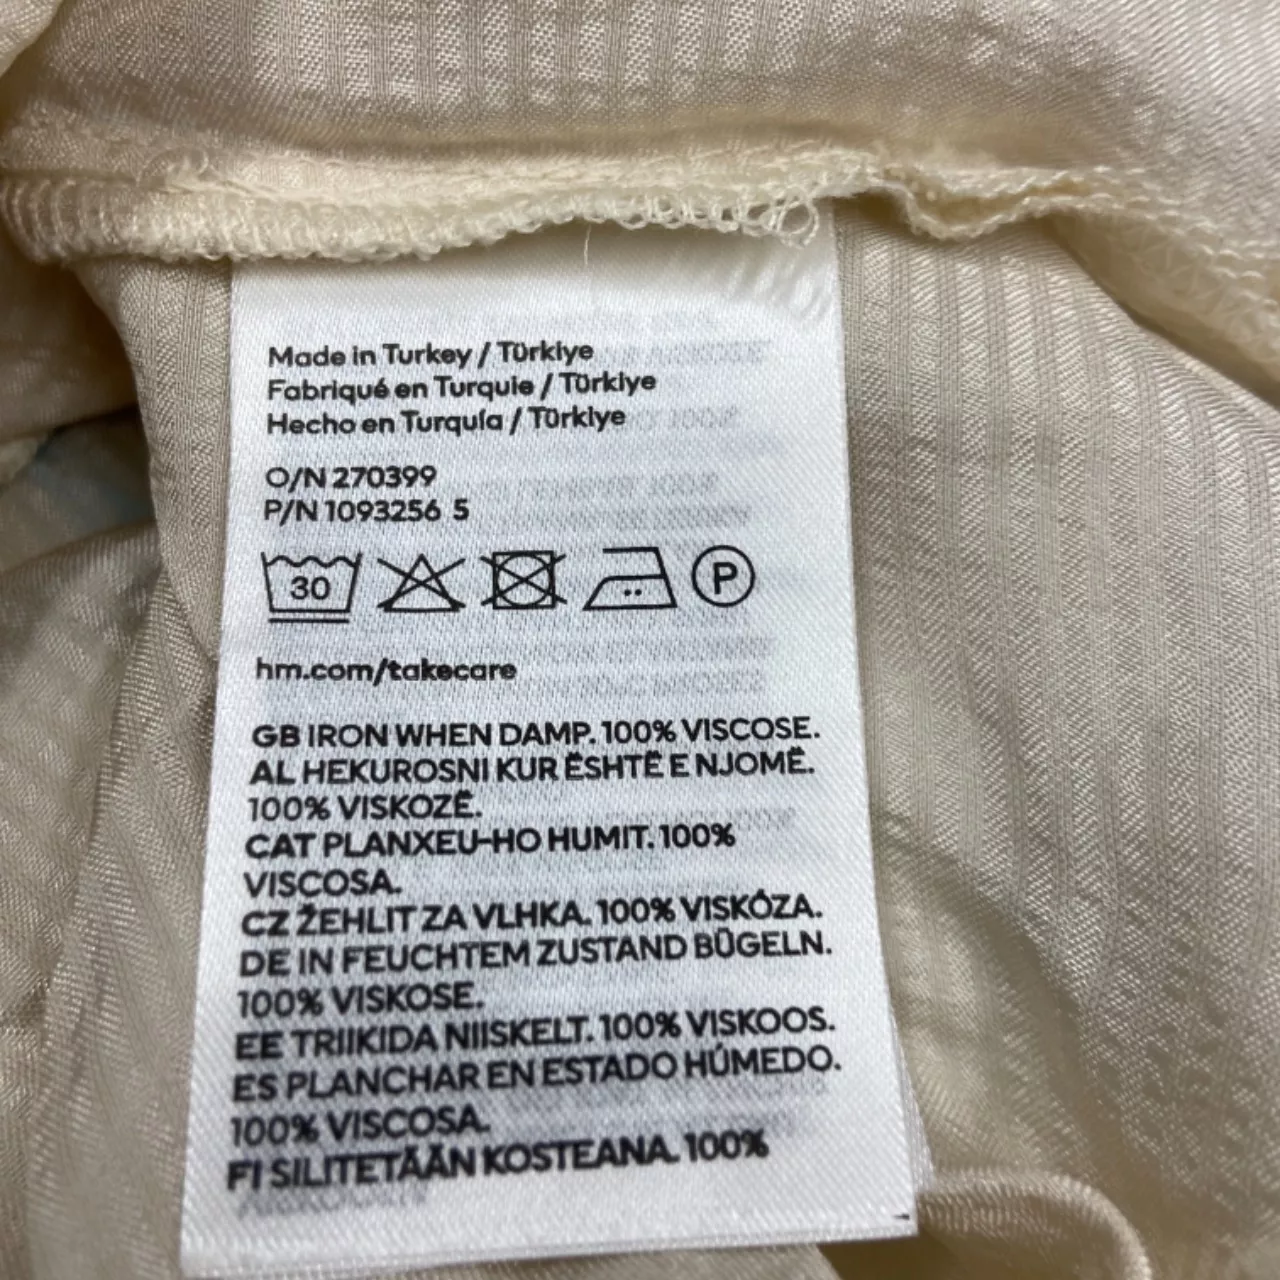 Made in Turkey / Türkiye
Fabriqué en Turquie / Türkiye
Hecho en Turquía / Türkiye
O/N 270399
P/N 1093256 5
30 P
hm.com/takecare
GB IRON WHEN DAMP. 100% VISCOSE.
AL HEKUROSNI KUR ËSHTË E NJOMË.
100% VISKOZË.
CAT PLANXEU-HO HUMIT. 100%
VISCOSA.
CZ ŽEHLIT ZA VLHKA. 100% VISKÓZA.
DE IN FEUCHTEM ZUSTAND BÜGELN.
100% VISKOSE.
EE TRIIKIDA NIISKELT. 100% VISKOOS.
ES PLANCHAR EN ESTADO HÚMEDO.
100% VISCOSA.
FI SILITETÄÄN KOSTEANA. 100%